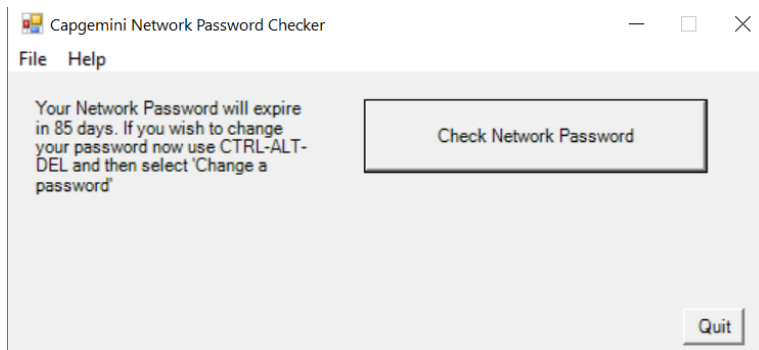 Capgemini Network Password Checker
File Help
Your Network Password will expire
in 85 days. If you wish to change
your password now use CTRL-ALT-
DEL and then select 'Change a
password'
Check Network Password
Quit